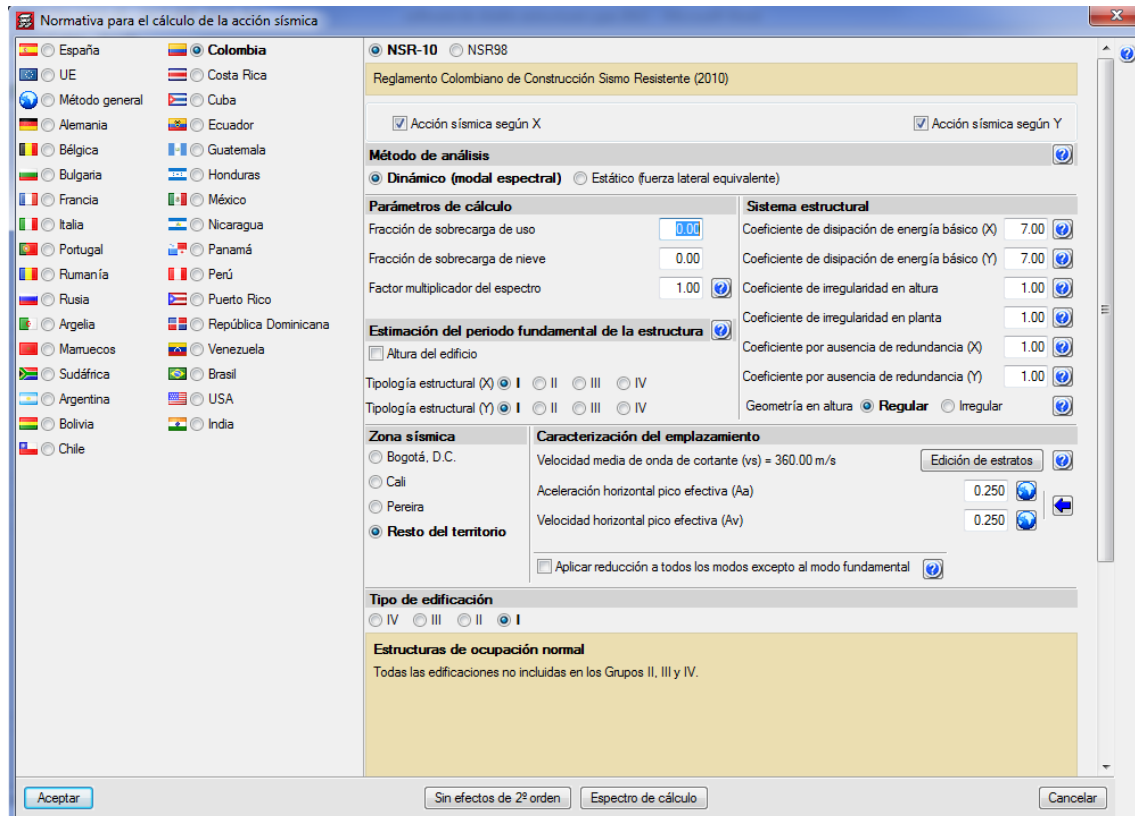 Normativa para el cálculo de la acción sísmica
España
UE
Método general
Alemania
Bélgica
Bulgaria
Francia
Italia
Portugal
Rumanía
Rusia
Argelia
Marruecos
Sudáfrica
Argentina
Bolivia
Chile
Colombia
Costa Rica
Cuba
Ecuador
Guatemala
Honduras
México
Nicaragua
Panamá
Perú
Puerto Rico
República Dominicana
Venezuela
Brasil
USA
India
NSR-10 NSR98
Reglamento Colombiano de Construcción Sismo Resistente (2010)
Acción sísmica según X Acción sísmica según Y
Método de análisis
Dinámico (modal espectral) Estático (fuerza lateral equivalente)
Parámetros de cálculo
Fracción de sobrecarga de uso 0.00
Fracción de sobrecarga de nieve 0.00
Factor multiplicador del espectro 1.00
Estimación del periodo fundamental de la estructura
Altura del edificio
Tipología estructural (X) I II III IV
Tipología estructural (Y) I II III IV
Sistema estructural
Coeficiente de disipación de energía básico (X) 7.00
Coeficiente de disipación de energía básico (Y) 7.00
Coeficiente de irregularidad en altura 1.00
Coeficiente de irregularidad en planta 1.00
Coeficiente por ausencia de redundancia (X) 1.00
Coeficiente por ausencia de redundancia (Y) 1.00
Geometría en altura Regular Irregular
Zona sísmica
Bogotá, D.C.
Cali
Pereira
Resto del territorio
Caracterización del emplazamiento
Velocidad media de onda de cortante (vs) = 360.00 m/s Edición de estratos
Aceleración horizontal pico efectiva (Aa) 0.250
Velocidad horizontal pico efectiva (Av) 0.250
Aplicar reducción a todos los modos excepto al modo fundamental
Tipo de edificación
IV III II I
Estructuras de ocupación normal
Todas las edificaciones no incluidas en los Grupos II, III y IV.
Aceptar Sin efectos de 2º orden Espectro de cálculo Cancelar